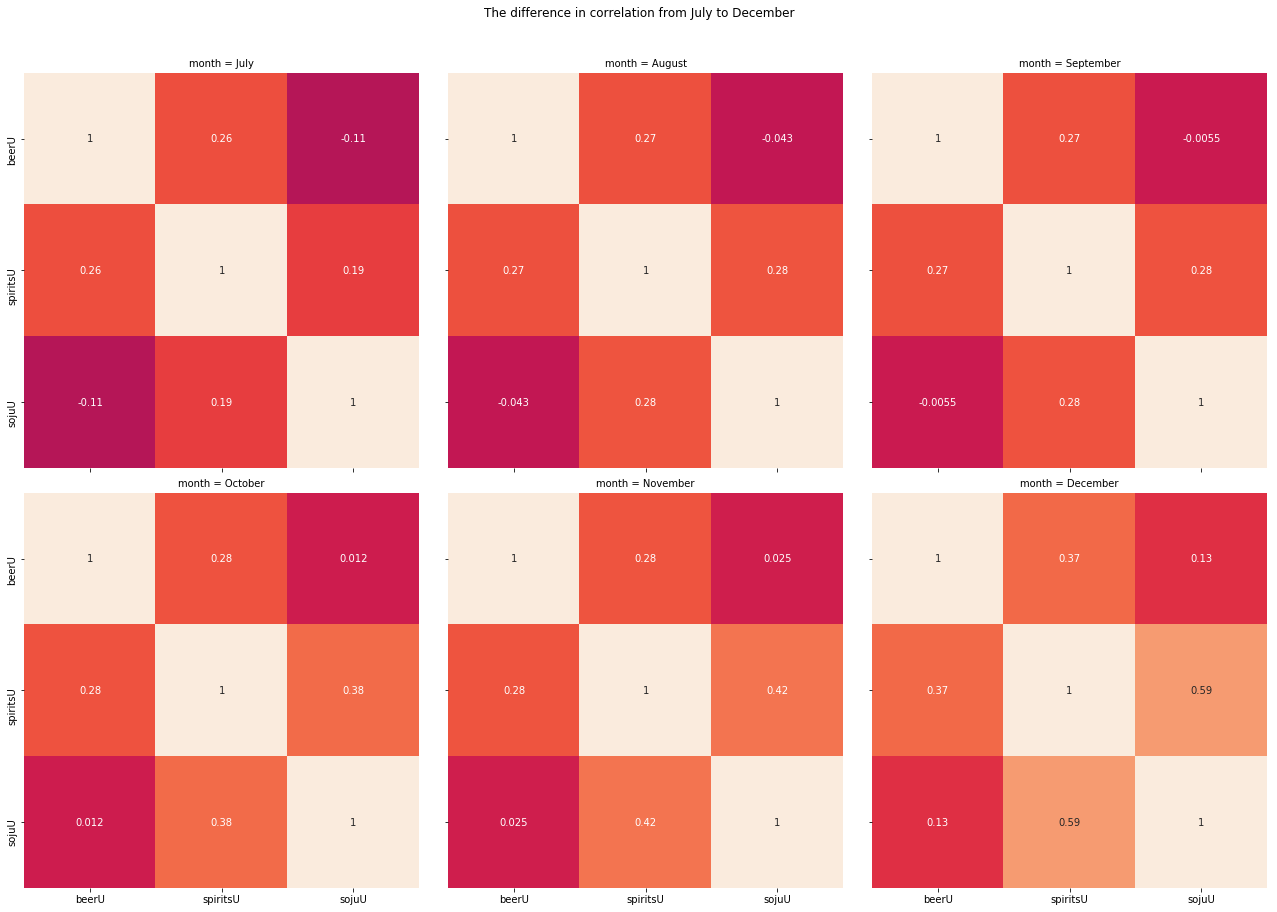 The difference in correlation from July to December
month = July
month = August
month = September
beerU
1
0.26
-0.11
1
0.27
-0.043
1
0.27
-0.0055
spiritsU
0.26
1
0.19
0.27
1
0.28
0.27
1
0.28
sojuU
-0.11
0.19
1
-0.043
0.28
1
-0.0055
0.28
1
month = October
month = November
month = December
beerU
1
0.28
0.012
1
0.28
0.025
1
0.37
0.13
spiritsU
0.28
1
0.38
0.28
1
0.42
0.37
1
0.59
sojuU
0.012
0.38
1
0.025
0.42
1
0.13
0.59
1
beerU
spiritsU
sojuU
beerU
spiritsU
sojuU
beerU
spiritsU
sojuU